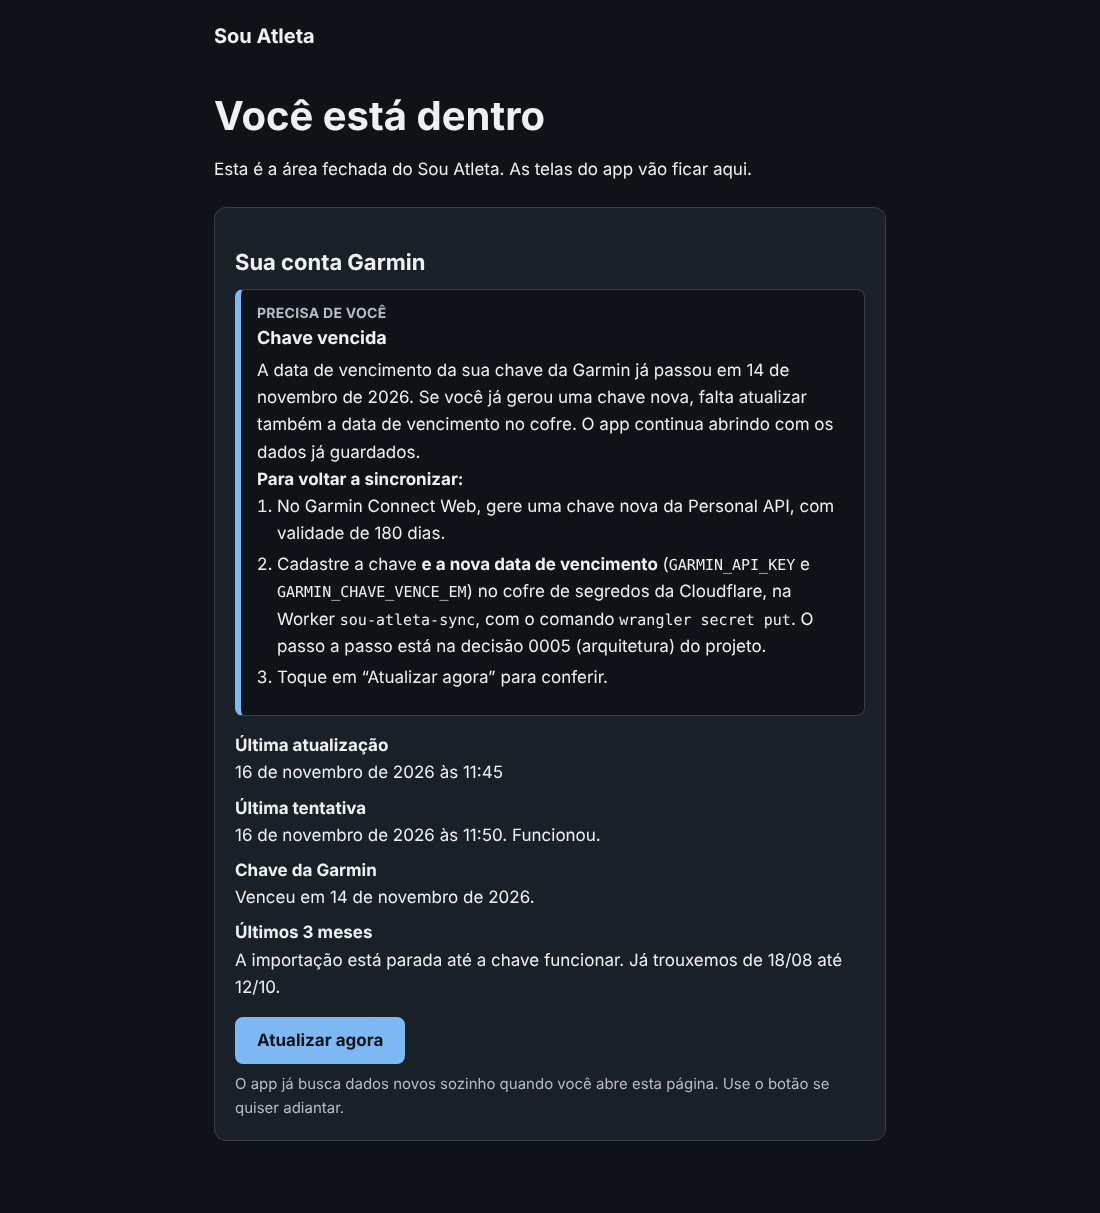 Sou Atleta
Você está dentro
Esta é a área fechada do Sou Atleta. As telas do app vão ficar aqui.
Sua conta Garmin
PRECISA DE VOCÊ
Chave vencida
A data de vencimento da sua chave da Garmin já passou em 14 de
novembro de 2026. Se você já gerou uma chave nova, falta atualizar
também a data de vencimento no cofre. O app continua abrindo com os
dados já guardados.
Para voltar a sincronizar:
1. No Garmin Connect Web, gere uma chave nova da Personal API, com
validade de 180 dias.
2. Cadastre a chave e a nova data de vencimento (GARMIN_API_KEY e
GARMIN_CHAVE_VENCE_EM) no cofre de segredos da Cloudflare, na
Worker sou-atleta-sync, com o comando wrangler secret put. O
passo a passo está na decisão 0005 (arquitetura) do projeto.
3. Toque em “Atualizar agora” para conferir.
Última atualização
16 de novembro de 2026 às 11:45
Última tentativa
16 de novembro de 2026 às 11:50. Funcionou.
Chave da Garmin
Venceu em 14 de novembro de 2026.
Últimos 3 meses
A importação está parada até a chave funcionar. Já trouxemos de 18/08 até
12/10.
Atualizar agora
O app já busca dados novos sozinho quando você abre esta página. Use o botão se
quiser adiantar.